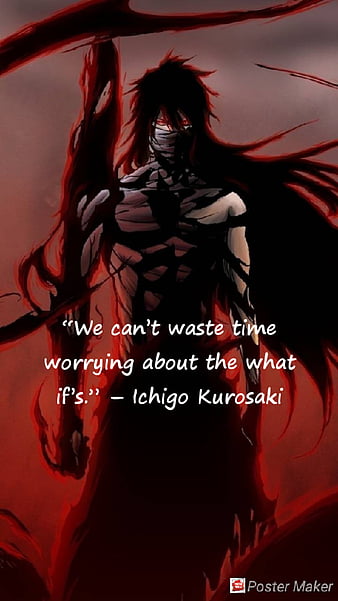 “We can’t waste time
worrying about the what
if’s.” – Ichigo Kurosaki
Poster Maker